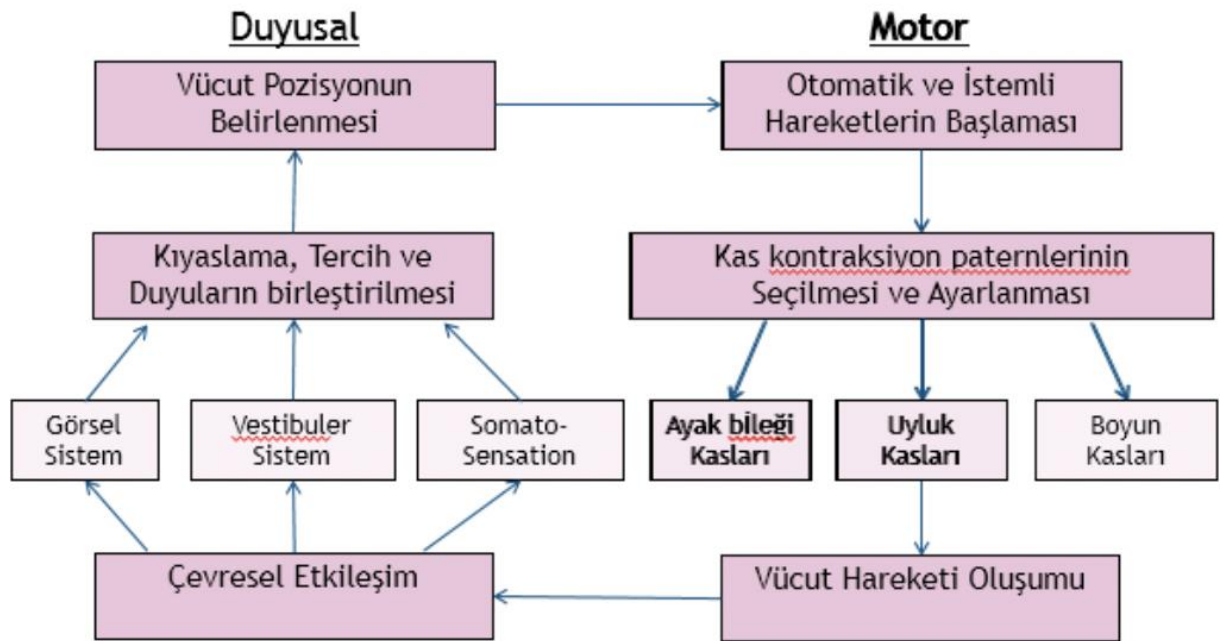 Duyusal
Motor
Vücut Pozisyonun
Belirlenmesi
Otomatik ve İstemli
Hareketlerin Başlaması
Kıyaslama, Tercih ve
Duyuların birleştirilmesi
Kas kontraksiyon paternlerinin
Seçilmesi ve Ayarlanması
Görsel
Sistem
Vestibuler
Sistem
Somato-
Sensation
Ayak bileği
Kasları
Uyluk
Kasları
Boyun
Kasları
Çevresel Etkileşim
Vücut Hareketi Oluşumu